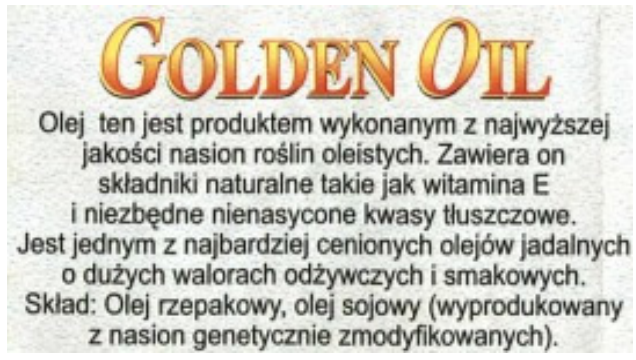 GOLDEN OIL
Olej ten jest produktem wykonanym z najwyższej
jakości nasion roślin oleistych. Zawiera on
składniki naturalne takie jak witamina E
i niezbędne nienasycone kwasy tłuszczowe.
Jest jednym z najbardziej cenionych olejów jadalnych
o dużych walorach odżywczych i smakowych.
Skład: Olej rzepakowy, olej sojowy (wyprodukowany
z nasion genetycznie zmodyfikowanych).